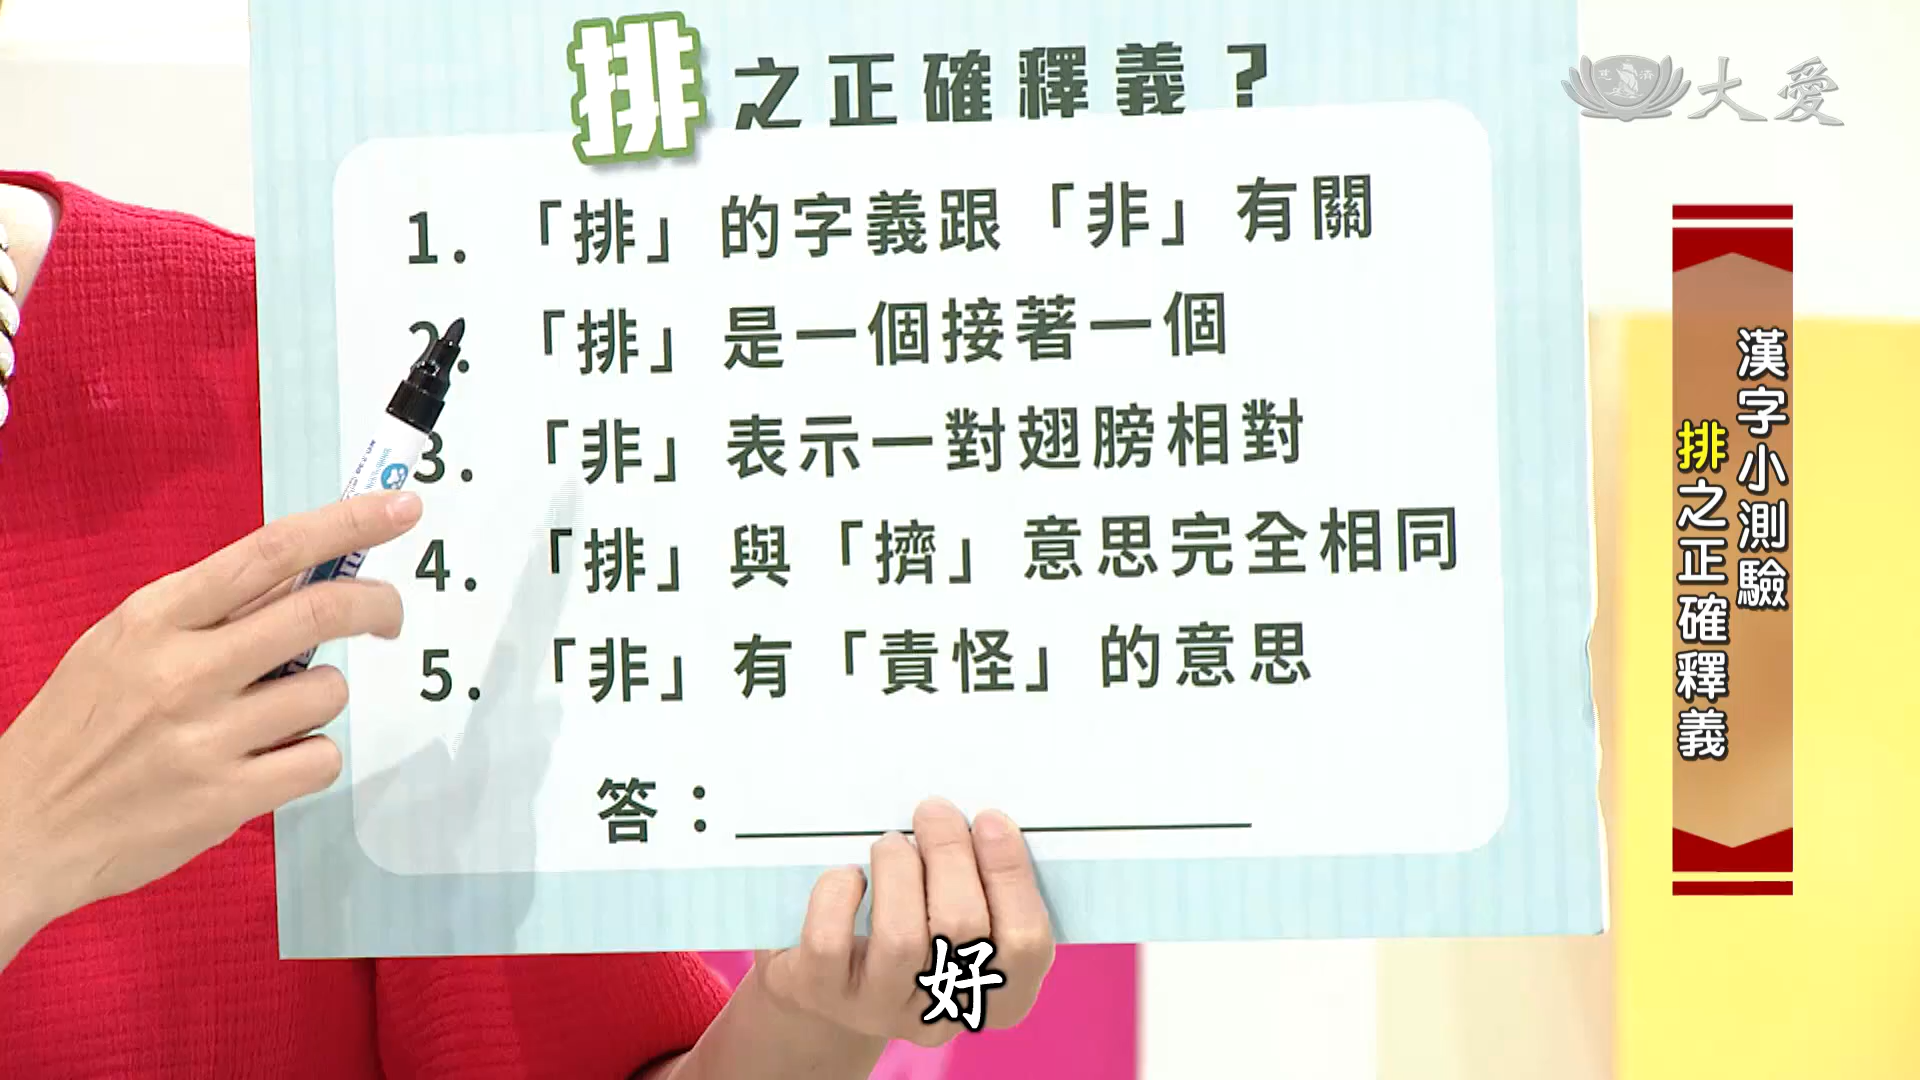 排之正確釋義？
1. 「排」的字義跟「非」有關
2. 「排」是一個接著一個
3. 「非」表示一對翅膀相對
4. 「排」與「擠」意思完全相同
5. 「非」有「責怪」的意思
答：
大愛
慈濟
漢字小測驗
排之正確釋義
好